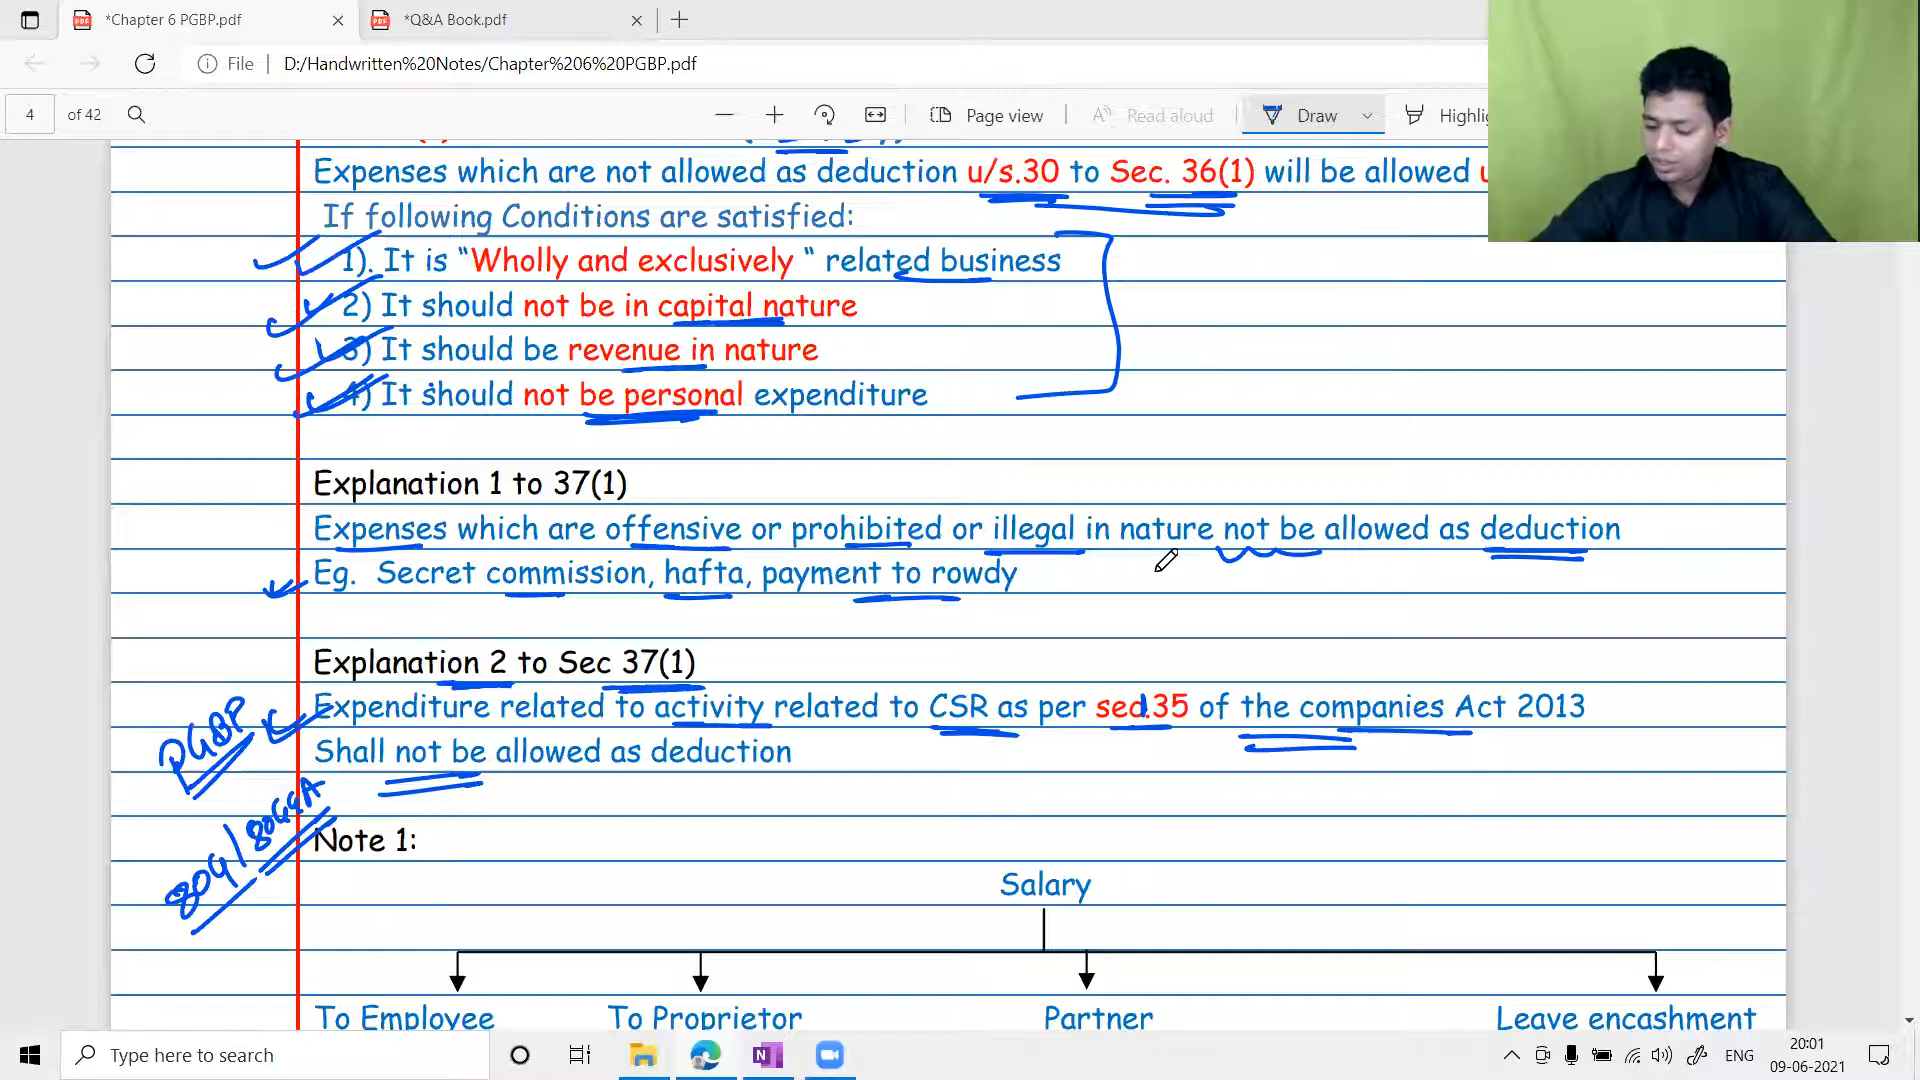 *Chapter 6 PGBP.pdf
*Q&A Book.pdf
File | D:/Handwritten%20Notes/Chapter%206%20PGBP.pdf
4 of 42
Page view
Read aloud
Draw
Highli
Expenses which are not allowed as deduction u/s.30 to Sec. 36(1) will be allowed u
If following Conditions are satisfied:
1). It is “Wholly and exclusively “ related business
2) It should not be in capital nature
3) It should be revenue in nature
4) It should not be personal expenditure
Explanation 1 to 37(1)
Expenses which are offensive or prohibited or illegal in nature not be allowed as deduction
Eg. Secret commission, hafta, payment to rowdy
Explanation 2 to Sec 37(1)
Expenditure related to activity related to CSR as per sec.135 of the companies Act 2013
Shall not be allowed as deduction
PGBP
80G/80GGA
Note 1:
Salary
To Employee To Proprietor Partner Leave encashment
Type here to search
ENG
20:01
09-06-2021